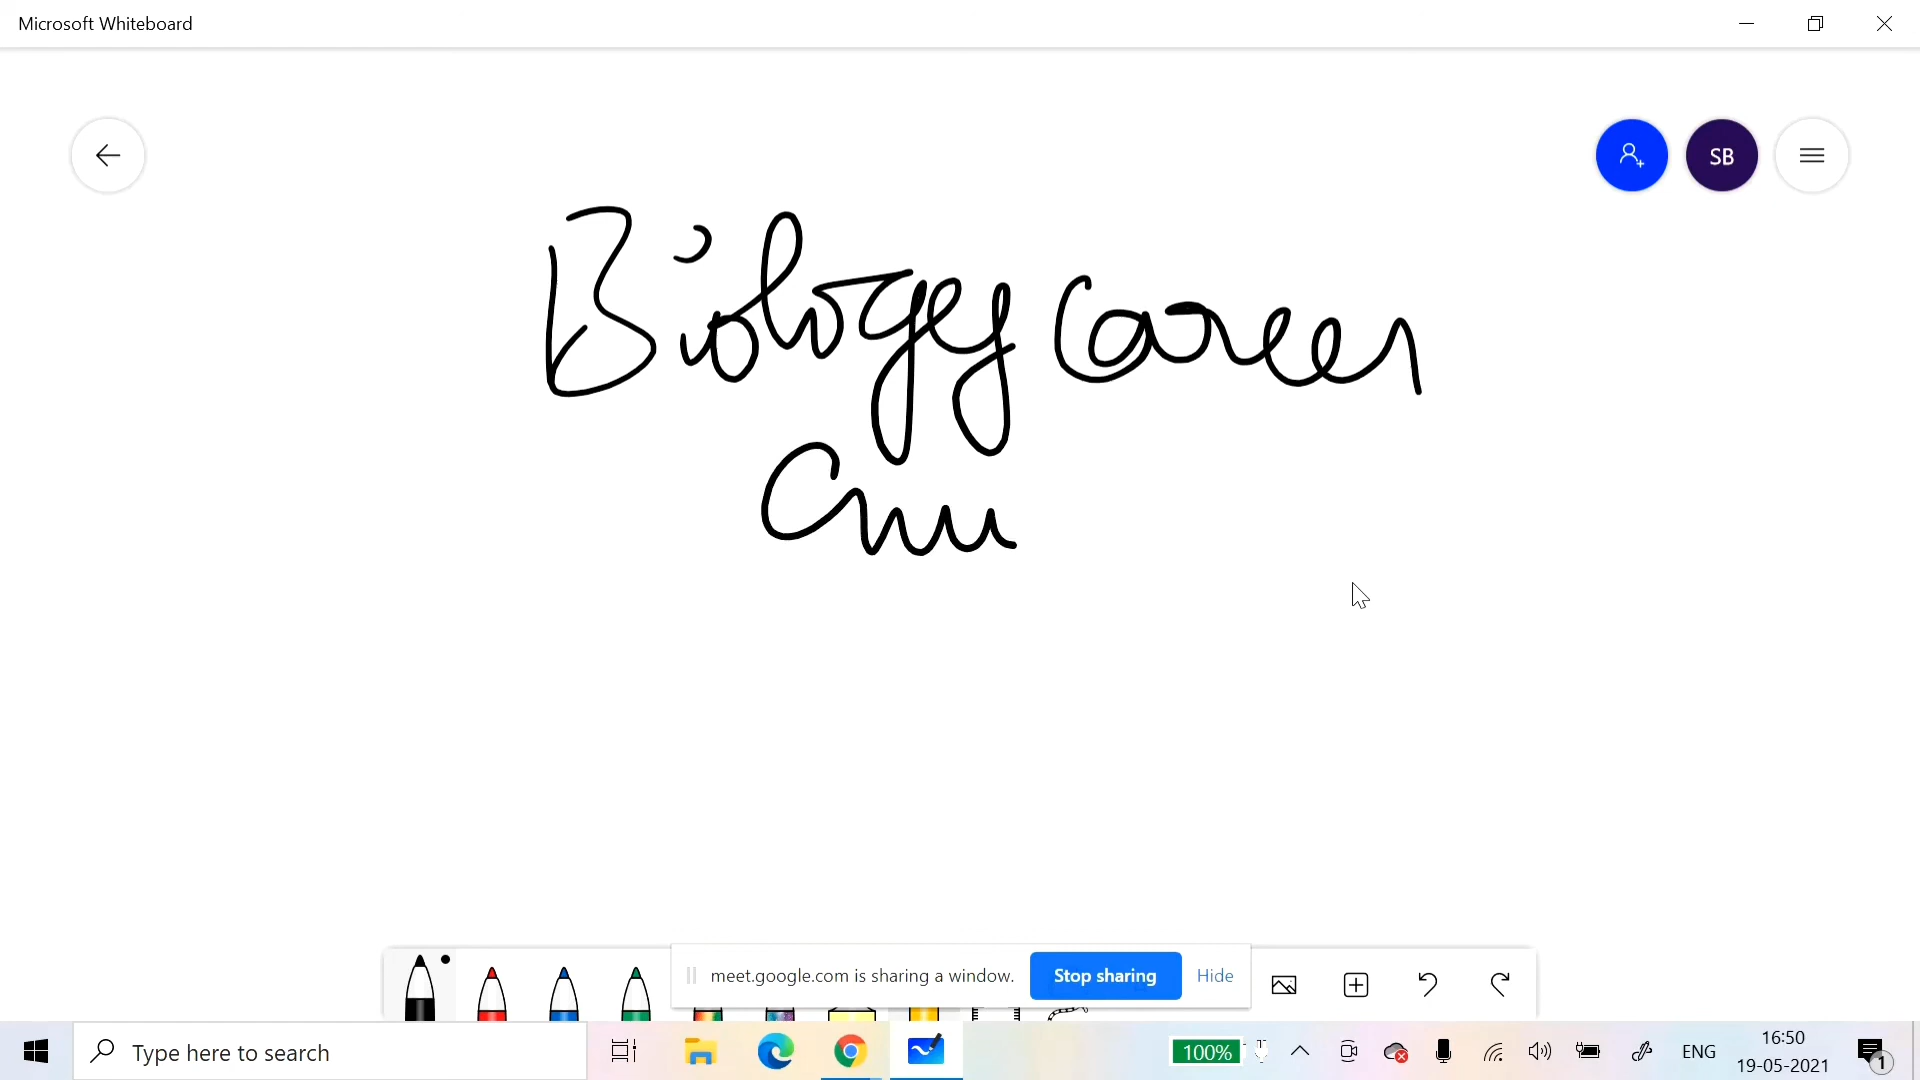 Microsoft Whiteboard
SB
Biology career
meet.google.com is sharing a window. Stop sharing Hide
Type here to search
100%
ENG
16:50
19-05-2021
1